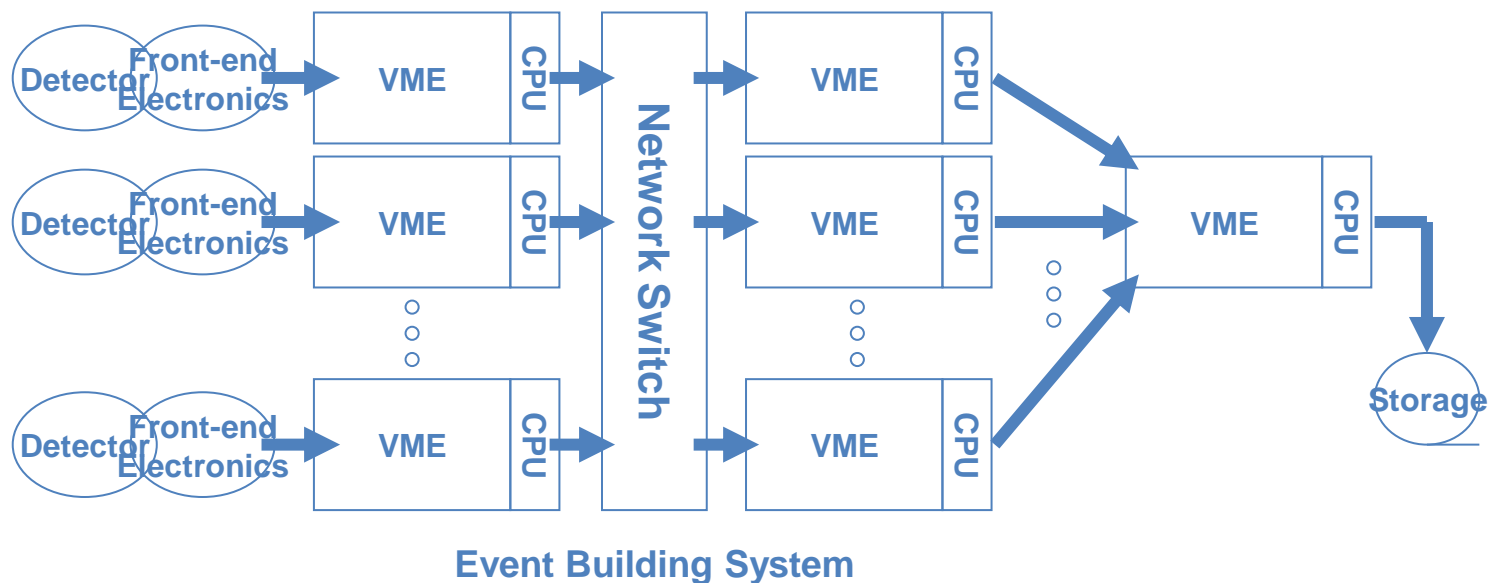 Detector
Front-end
Electronics
VME
CPU
VME
CPU
Detector
Front-end
Electronics
VME
CPU
Network Switch
VME
CPU
VME
CPU
Detector
Front-end
Electronics
VME
CPU
VME
CPU
Storage
Event Building System